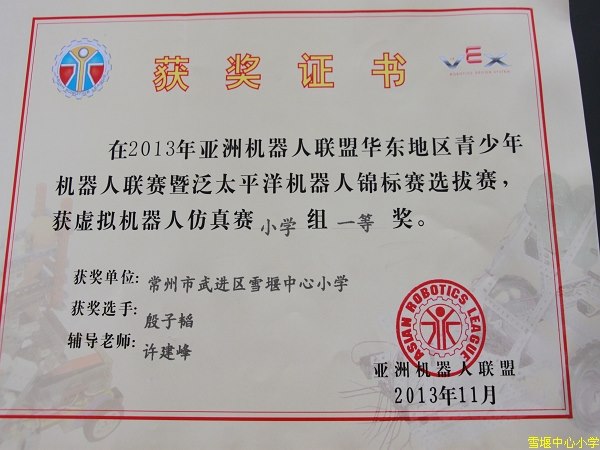 获奖证书
VEX
ROBOTICS DESIGN SYSTEM
在2013年亚洲机器人联盟华东地区青少年
机器人联赛暨泛太平洋机器人锦标赛选拔赛，
获虚拟机器人仿真赛 小学 组 一等 奖。
获奖单位: 常州市武进区雪堰中心小学
获奖选手: 殷子韬
辅导老师: 许建峰
ASIAN ROBOTICS LEAGUE
亚洲机器人联盟
2013年11月
雪堰中心小学